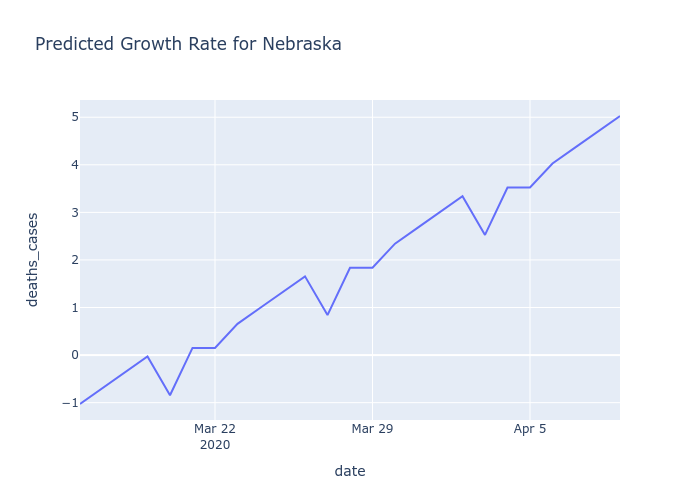 Predicted Growth Rate for Nebraska
5
4
3
2
1
0
−1
deaths_cases
Mar 22
2020
Mar 29
Apr 5
date